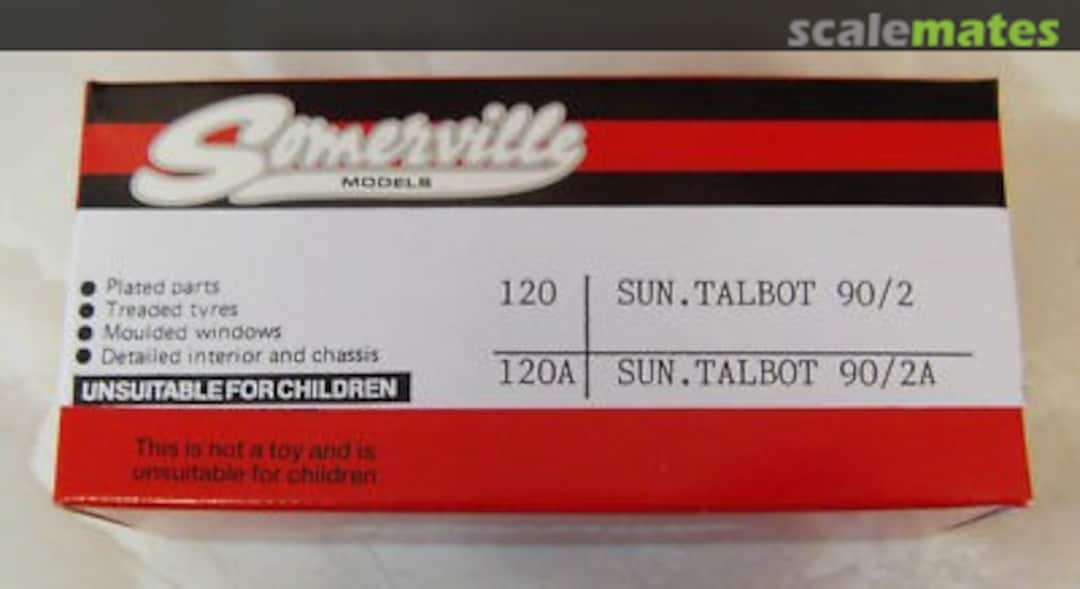 scalemates
Somerville
MODELS
● Plated parts
● Treaded tyres
● Moulded windows
● Detailed interior and chassis
UNSUITABLE FOR CHILDREN
120 SUN.TALBOT 90/2
120A SUN.TALBOT 90/2A
This is not a toy and is
unsuitable for children